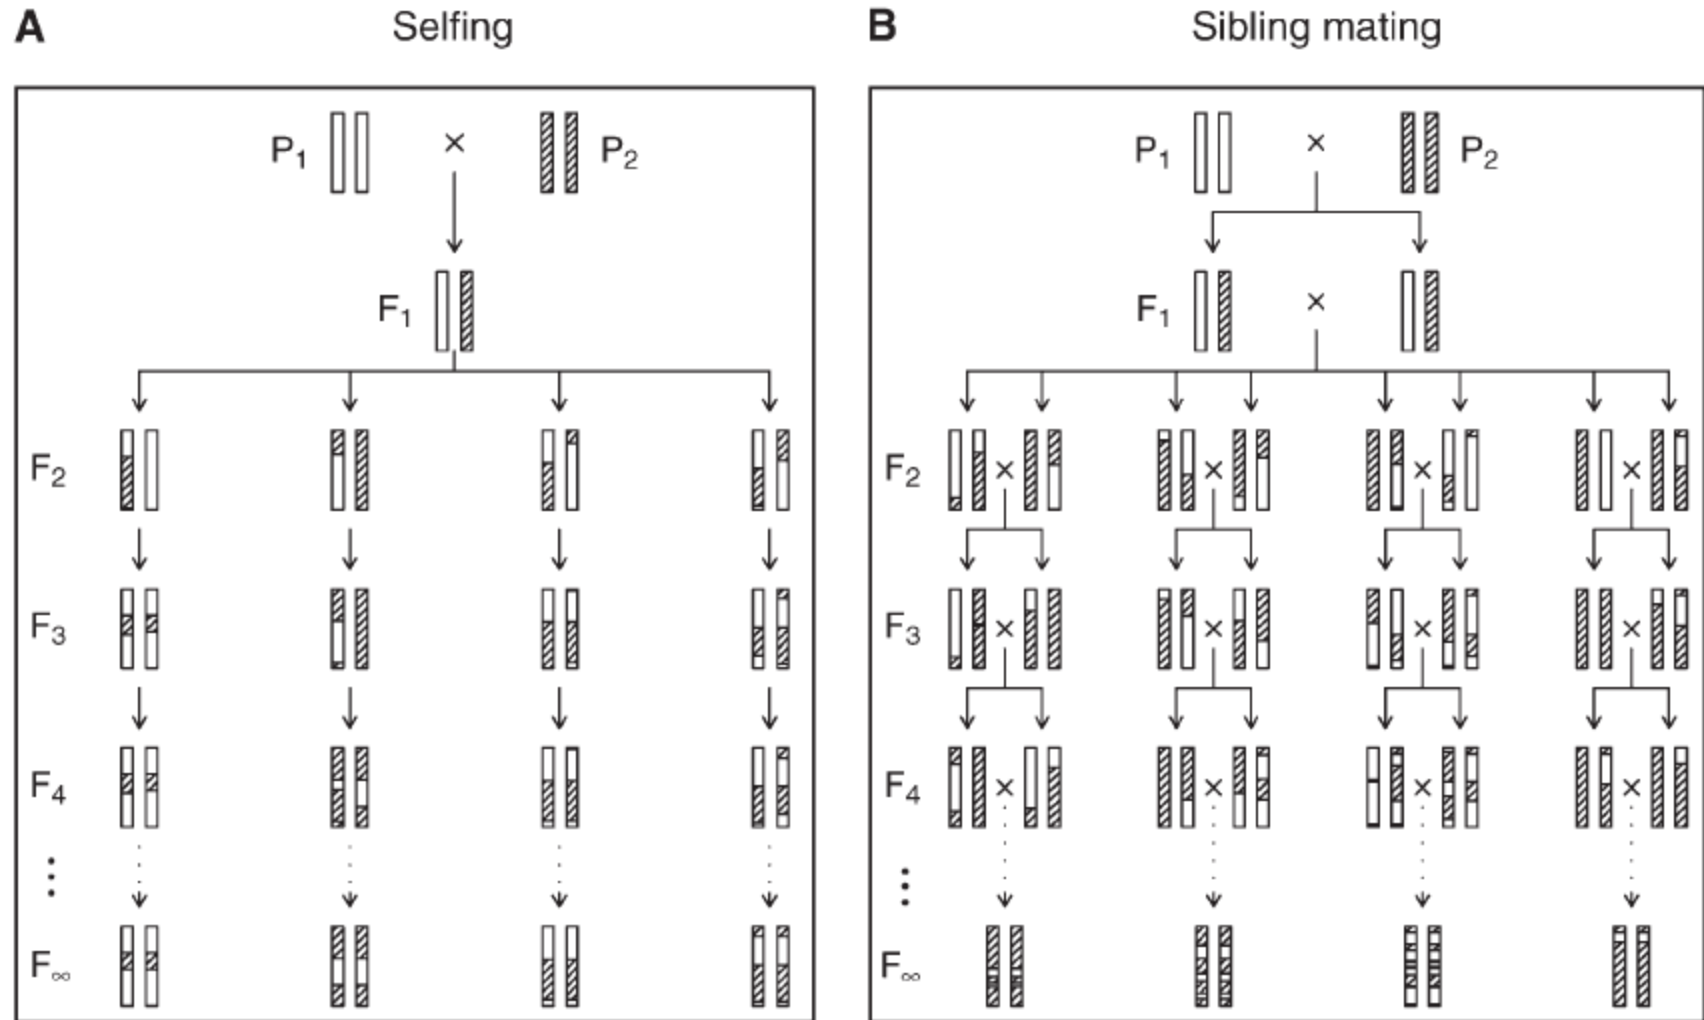 A Selfing
P₁ × P₂
F₁
F₂
F₃
F₄
F∞
B Sibling mating
P₁ × P₂
F₁ ×
F₂ × × × ×
F₃ × × × ×
F₄ × × × ×
F∞